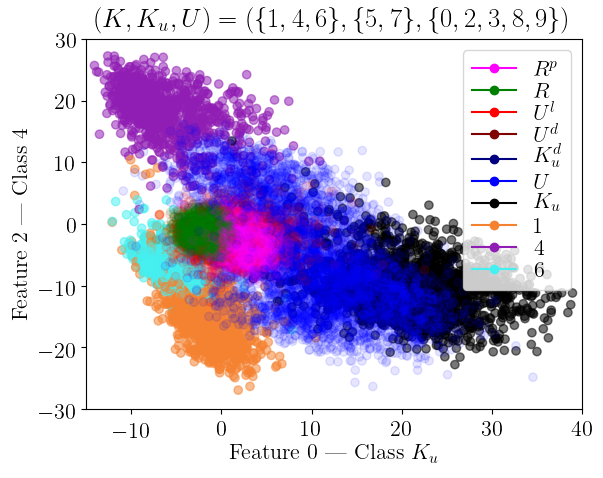 (K, K_u, U) = ({1, 4, 6}, {5, 7}, {0, 2, 3, 8, 9})
30
20
10
0
−10
−20
−30
Feature 2 — Class 4
R^p
R
U^l
U^d
K_u^d
U
K_u
1
4
6
−10 0 10 20 30 40
Feature 0 — Class K_u